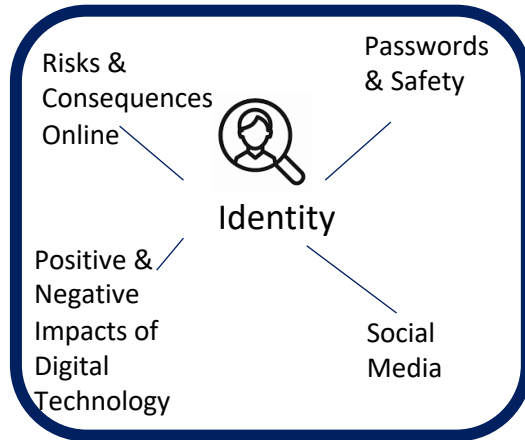 Risks &
Consequences
Online
Passwords
& Safety
Identity
Positive &
Negative
Impacts of
Digital
Technology
Social
Media